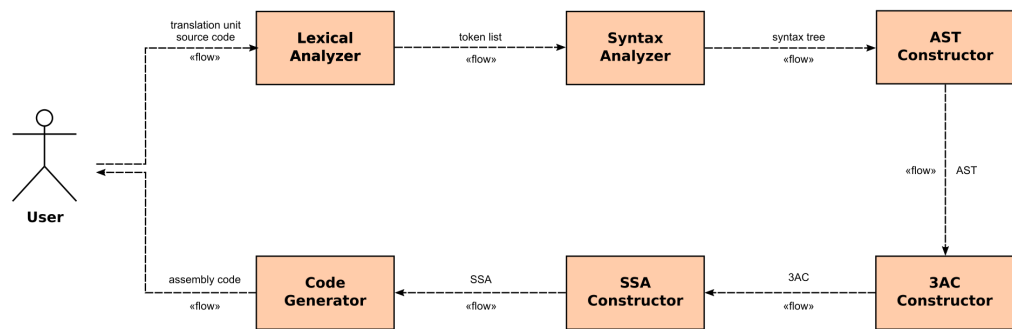 translation unit
source code
«flow»
Lexical
Analyzer
token list
«flow»
Syntax
Analyzer
syntax tree
«flow»
AST
Constructor
«flow» AST
User
assembly code
«flow»
Code
Generator
SSA
«flow»
SSA
Constructor
3AC
«flow»
3AC
Constructor